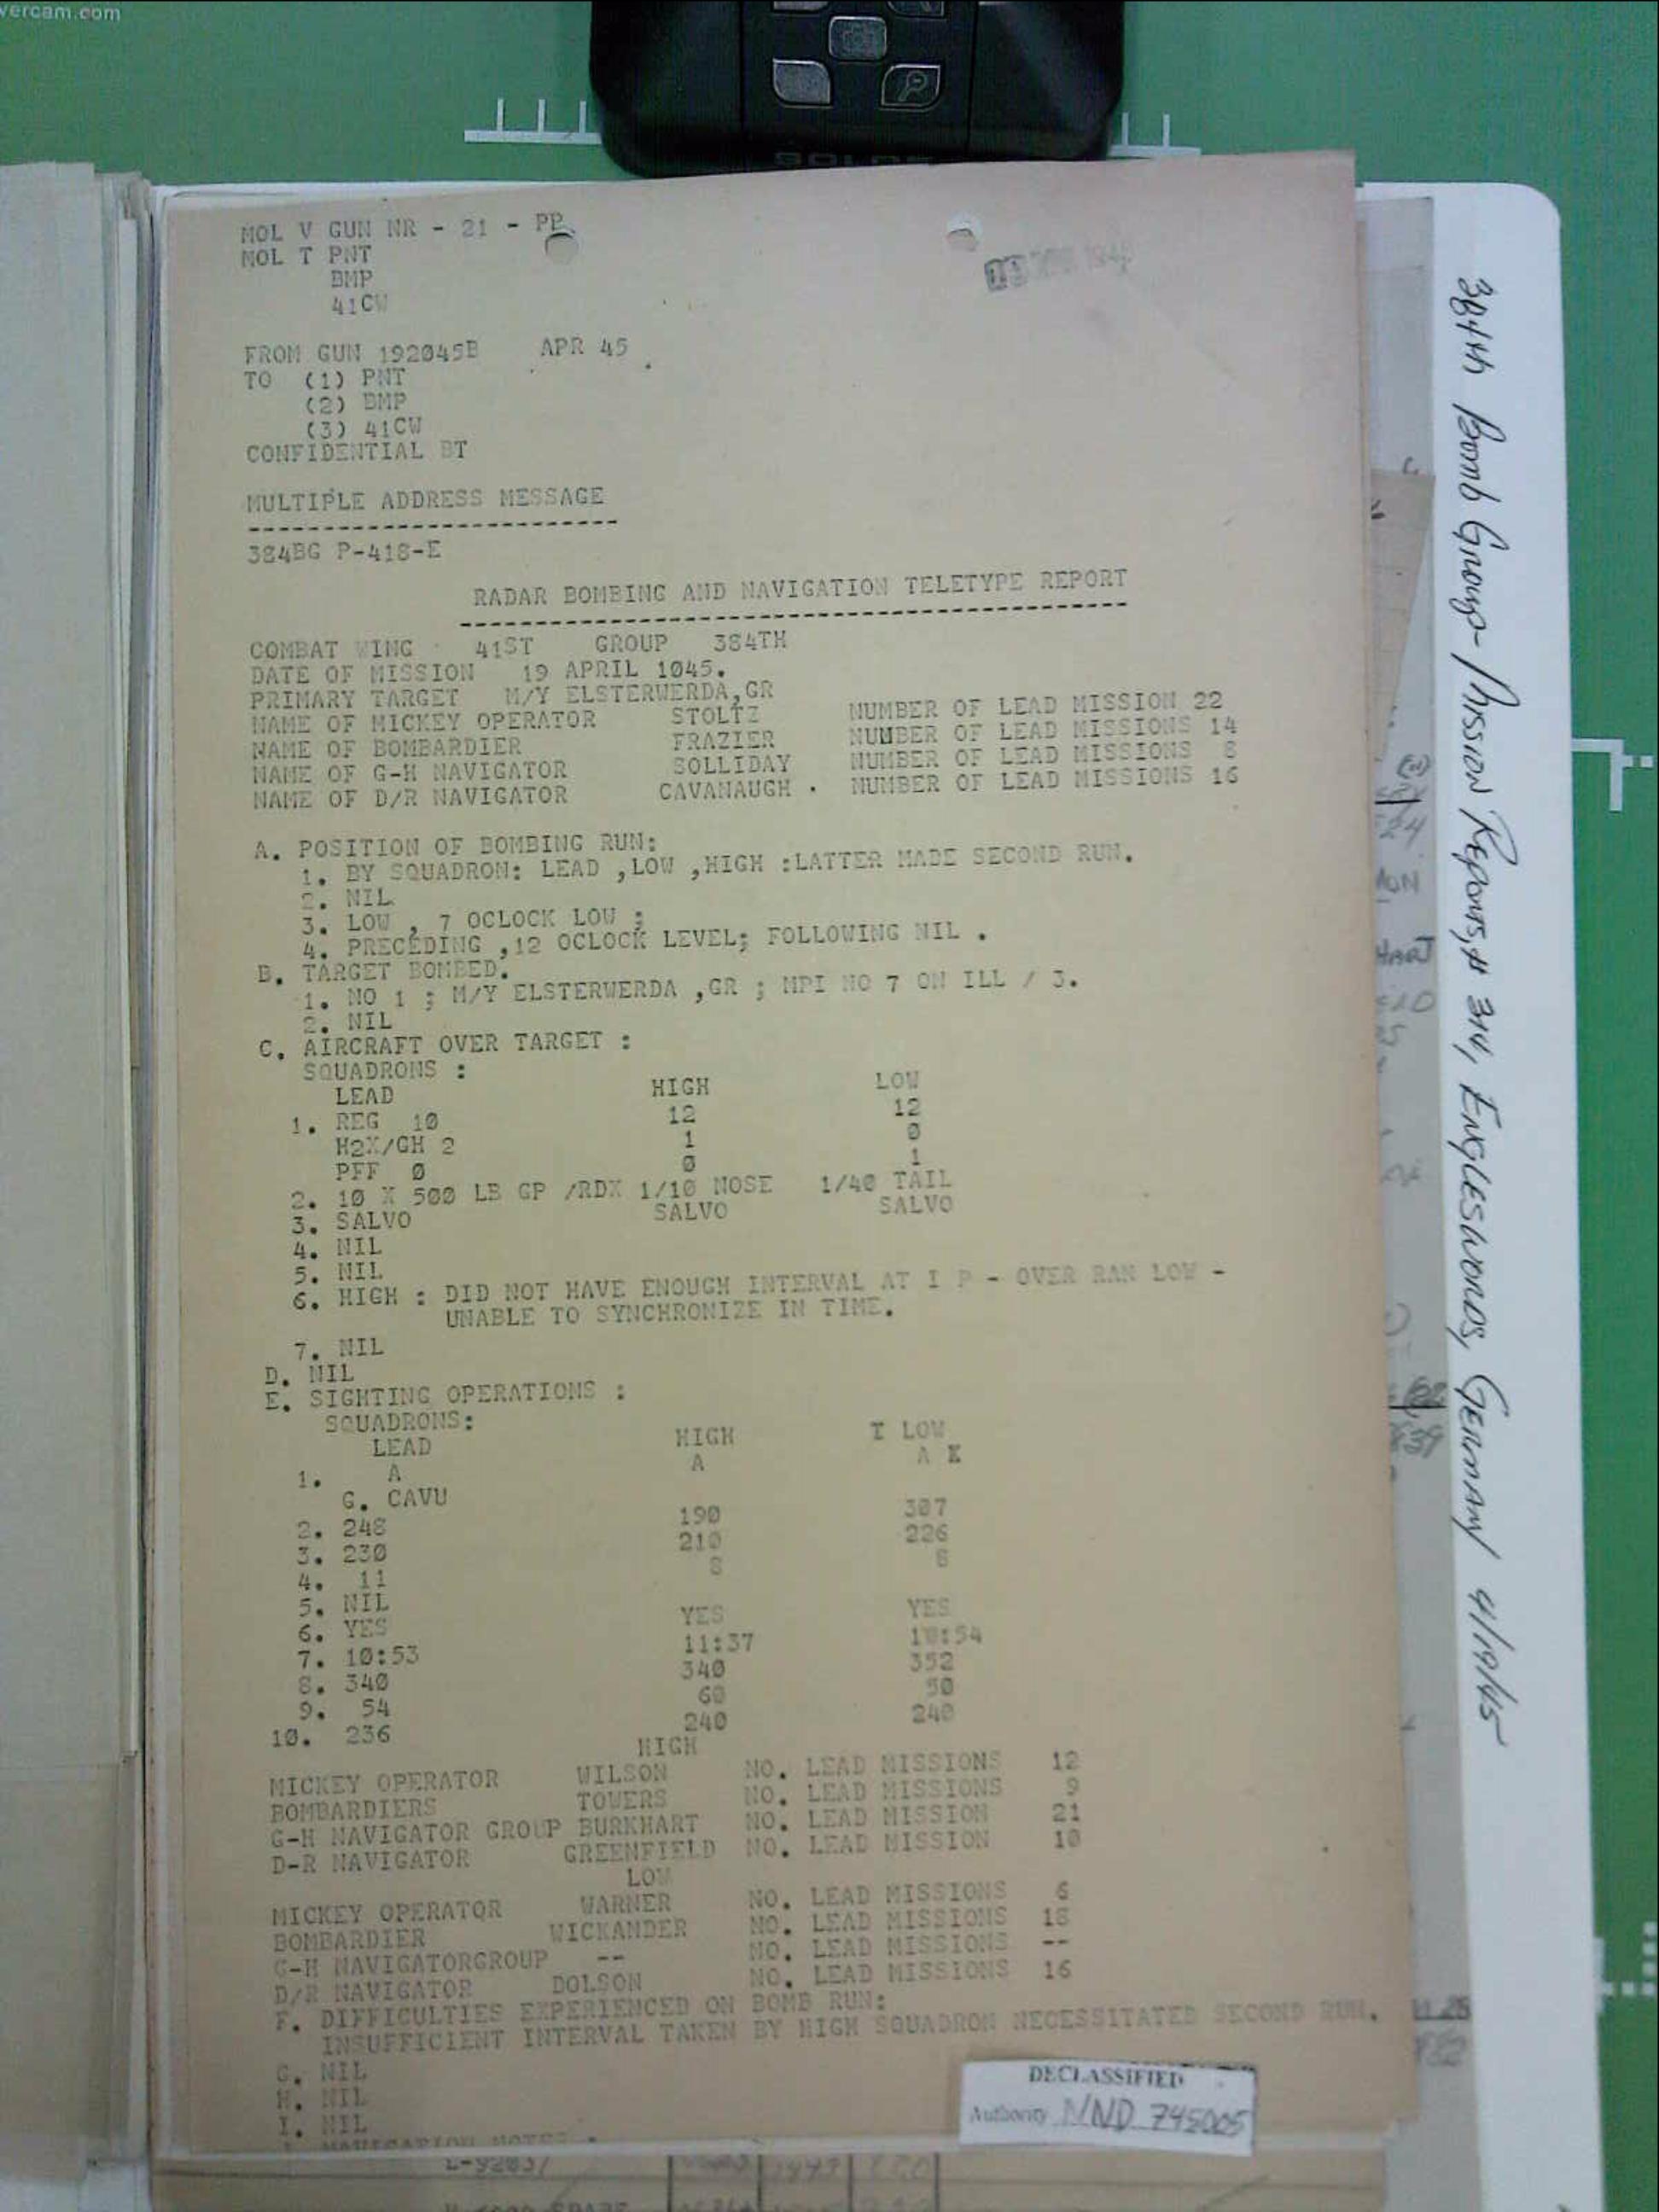 vercam.com
MOL V GUN NR - 21 - PP
MOL T PNT
BMP
41CW
FROM GUN 192045B APR 45
TO (1) PNT
(2) BMP
(3) 41CW
CONFIDENTIAL BT
MULTIPLE ADDRESS MESSAGE
------------------------
384BG P-418-E
RADAR BOMBING AND NAVIGATION TELETYPE REPORT
--------------------------------------------
COMBAT WING 41ST GROUP 384TH
DATE OF MISSION 19 APRIL 1045.
PRIMARY TARGET M/Y ELSTERWERDA,GR
NAME OF MICKEY OPERATOR STOLTZ NUMBER OF LEAD MISSION 22
NAME OF BOMBARDIER FRAZIER NUMBER OF LEAD MISSIONS 14
NAME OF G-H NAVIGATOR SOLLIDAY NUMBER OF LEAD MISSIONS 8
NAME OF D/R NAVIGATOR CAVANAUGH . NUMBER OF LEAD MISSIONS 16
A. POSITION OF BOMBING RUN:
1. BY SQUADRON: LEAD ,LOW ,HIGH :LATTER MADE SECOND RUN.
2. NIL
3. LOW , 7 OCLOCK LOW ;
4. PRECEDING ,12 OCLOCK LEVEL; FOLLOWING NIL .
B. TARGET BOMBED.
1. NO 1 ; M/Y ELSTERWERDA ,GR ; MPI NO 7 ON ILL / 3.
2. NIL
C. AIRCRAFT OVER TARGET :
SQUADRONS :
LEAD HIGH LOW
1. REG 10 12 12
H2X/GH 2 1 0
PFF 0 0 1
2. 10 X 500 LB GP /RDX 1/10 NOSE 1/40 TAIL
3. SALVO SALVO SALVO
4. NIL
5. NIL
6. HIGH : DID NOT HAVE ENOUGH INTERVAL AT I P - OVER RAN LOW -
UNABLE TO SYNCHRONIZE IN TIME.
7. NIL
D. NIL
E. SIGHTING OPERATIONS :
SQUADRONS:
LEAD HIGH T LOW
1. A A A X
G. CAVU
2. 248 190 307
3. 230 210 226
4. 11 8 8
5. NIL
6. YES YES YES
7. 10:53 11:37 10:54
8. 340 340 352
9. 54 60 50
10. 236 240 240
HIGH
MICKEY OPERATOR WILSON NO. LEAD MISSIONS 12
BOMBARDIERS TOWERS NO. LEAD MISSIONS 9
G-H NAVIGATOR GROUP BURKHART NO. LEAD MISSION 21
D-R NAVIGATOR GREENFIELD NO. LEAD MISSION 10
LOW
MICKEY OPERATOR WARNER NO. LEAD MISSIONS 6
BOMBARDIER WICKANDER NO. LEAD MISSIONS 18
G-H NAVIGATORGROUP -- NO. LEAD MISSIONS --
D/R NAVIGATOR DOLSON NO. LEAD MISSIONS 16
F. DIFFICULTIES EXPERIENCED ON BOMB RUN:
INSUFFICIENT INTERVAL TAKEN BY HIGH SQUADRON NECESSITATED SECOND RUN.
G. NIL
H. NIL
I. NIL
DECLASSIFIED
Authority NND 745005
384th Bomb Group - Mission Reports, # 314, Engleswords, Germany 4/19/45